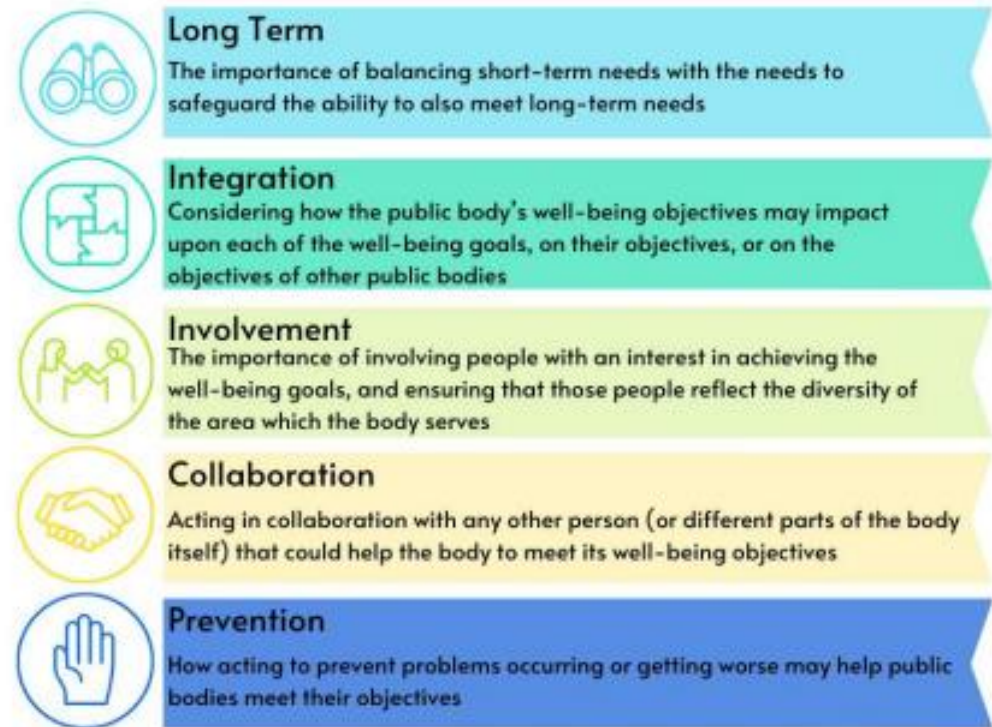 Long Term
The importance of balancing short-term needs with the needs to
safeguard the ability to also meet long-term needs
Integration
Considering how the public body's well-being objectives may impact
upon each of the well-being goals, on their objectives, or on the
objectives of other public bodies
Involvement
The importance of involving people with an interest in achieving the
well-being goals, and ensuring that those people reflect the diversity of
the area which the body serves
Collaboration
Acting in collaboration with any other person (or different parts of the body
itself) that could help the body to meet its well-being objectives
Prevention
How acting to prevent problems occurring or getting worse may help public
bodies meet their objectives